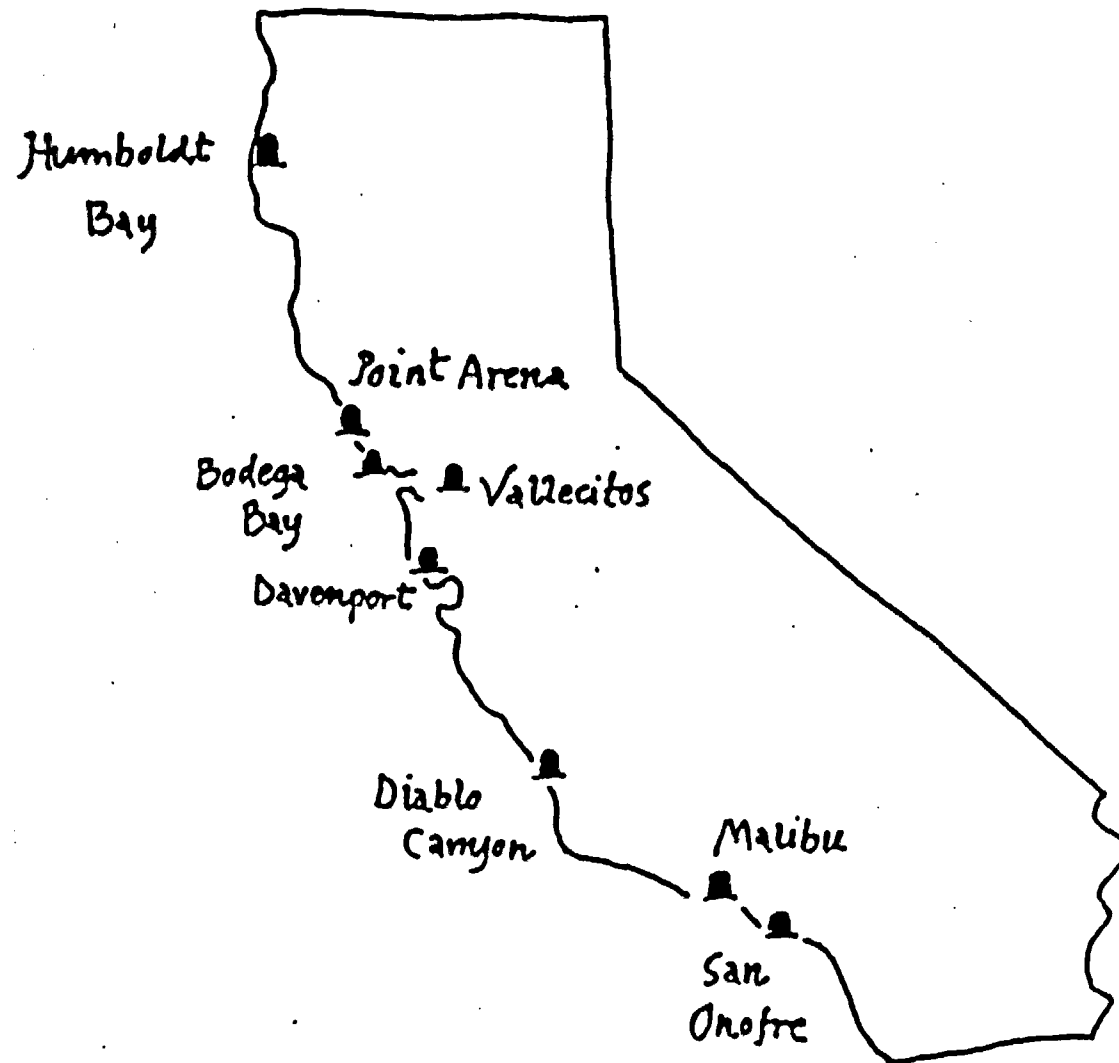 Humboldt
Bay
Point Arena
Bodega
Bay
Vallecitos
Davenport
Diablo
Canyon
Malibu
San
Onofre